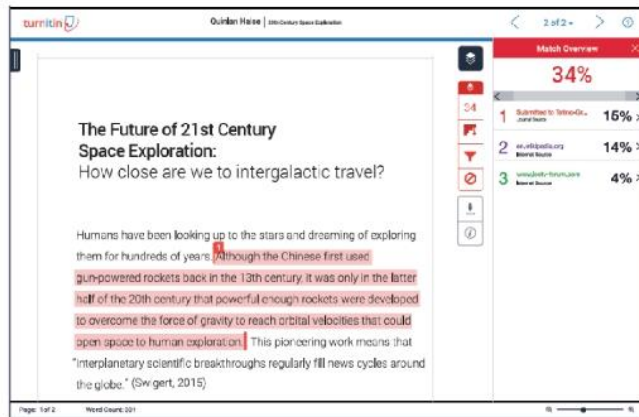 turnitin
Quinlan Haise
21st Century Space Exploration
2 of 2
Match Overview
34%
1 Submitted to 15%
2 en.wikipedia.org 14%
Internet Source
3 4%
Internet Source
34
The Future of 21st Century
Space Exploration:
How close are we to intergalactic travel?
Humans have been looking up to the stars and dreaming of exploring
them for hundreds of years. 1 Although the Chinese first used
gun-powered rockets back in the 13th century, it was only in the latter
half of the 20th century that powerful enough rockets were developed
to overcome the force of gravity to reach orbital velocities that could
open space to human exploration. This pioneering work means that
"interplanetary scientific breakthroughs regularly fill news cycles around
the globe." (Swigert, 2015)
Page: 1 of 2 Word Count: